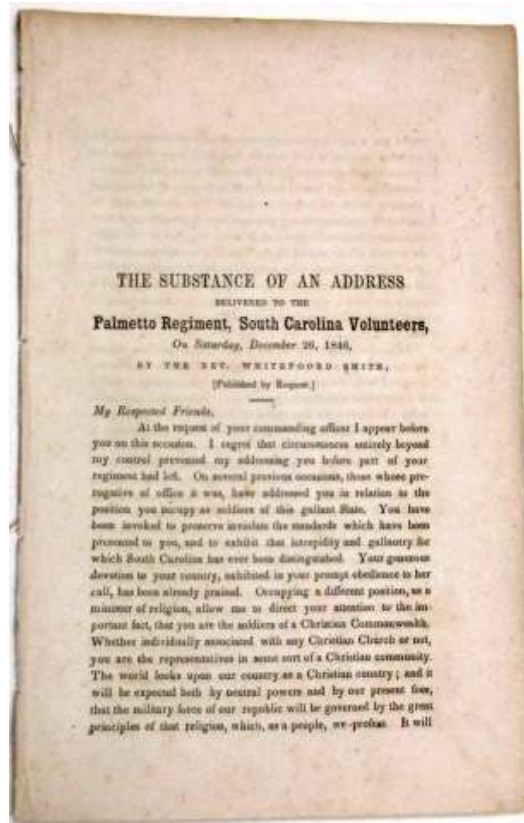 THE SUBSTANCE OF AN ADDRESS
DELIVERED TO THE
Palmetto Regiment, South Carolina Volunteers,
On Saturday, December 26, 1846,
BY THE REV. WHITEFOORD SMITH,
[Published by Request.]
My Respected Friends,
At the request of your commanding officer I appear before
you on this occasion. I regret that circumstances entirely beyond
my control prevented my addressing you before part of your
regiment had left. On several previous occasions, those whose pre-
rogative of office it was, have addressed you in relation to the
position you occupy as soldiers of this gallant State. You have
been invoked to preserve inviolate the standards which have been
presented to you, and to exhibit that intrepidity and gallantry for
which South Carolina has ever been distinguished. Your generous
devotion to your country, exhibited in your prompt obedience to her
call, has been already praised. Occupying a different position, as a
minister of religion, allow me to direct your attention to the im-
portant fact, that you are the soldiers of a Christian Commonwealth.
Whether individually associated with any Christian Church or not,
you are the representatives in some sort of a Christian community.
The world looks upon our country as a Christian country; and it
will be expected both by neutral powers and by our present foes,
that the military force of our republic will be governed by the great
principles of that religion, which, as a people, we profess. It will